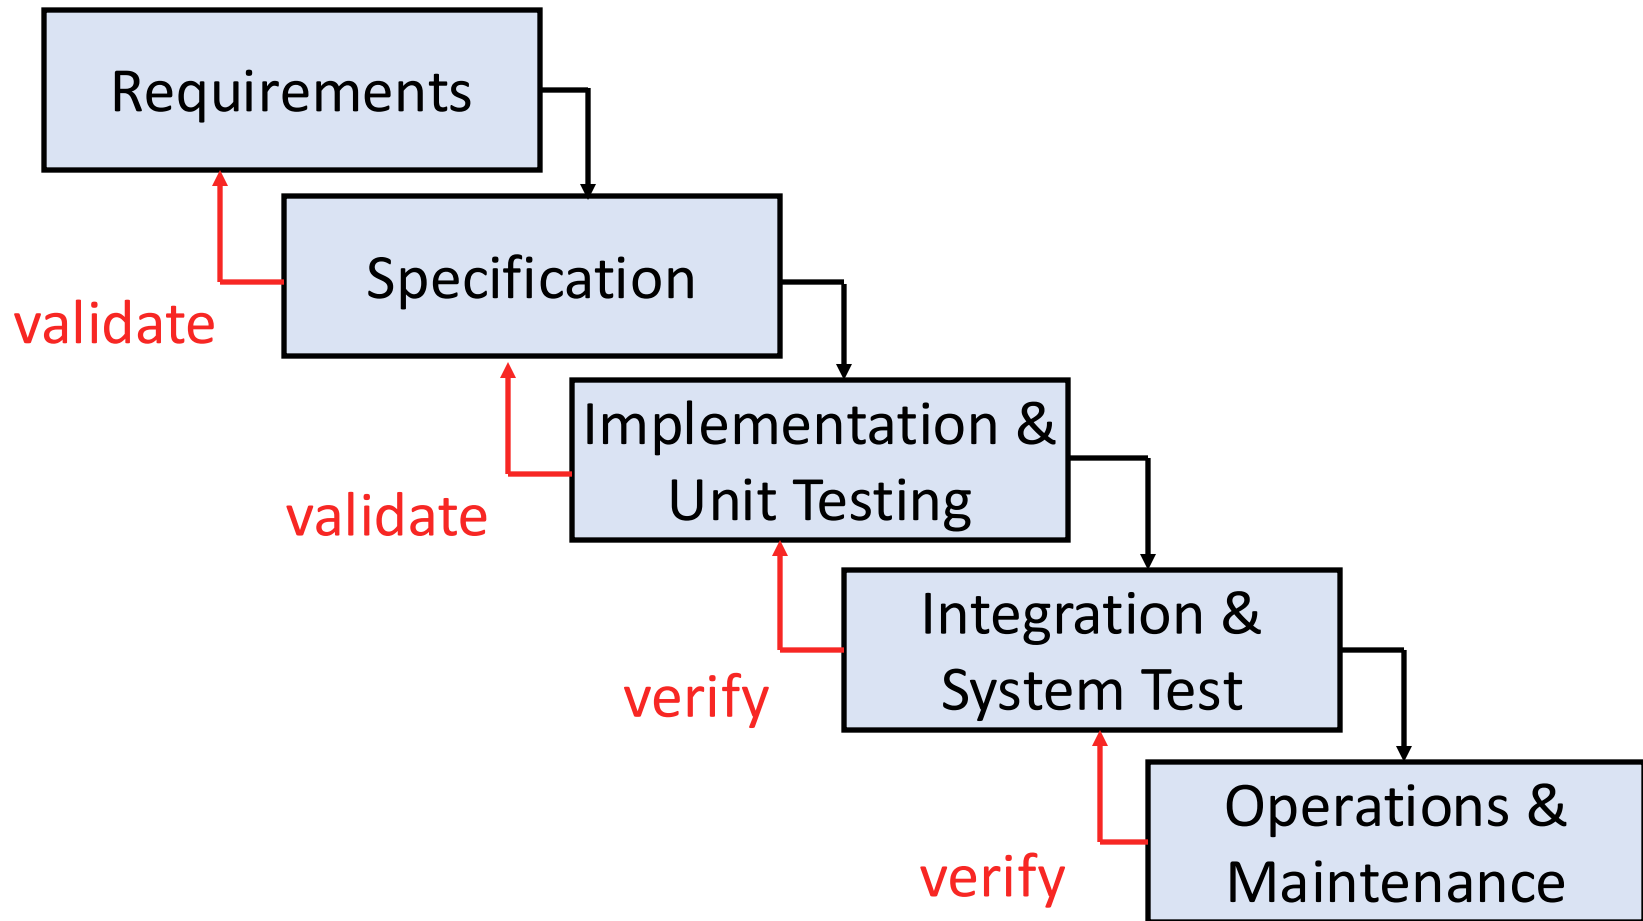 Requirements
Specification
validate
Implementation &
Unit Testing
validate
Integration &
System Test
verify
Operations &
Maintenance
verify